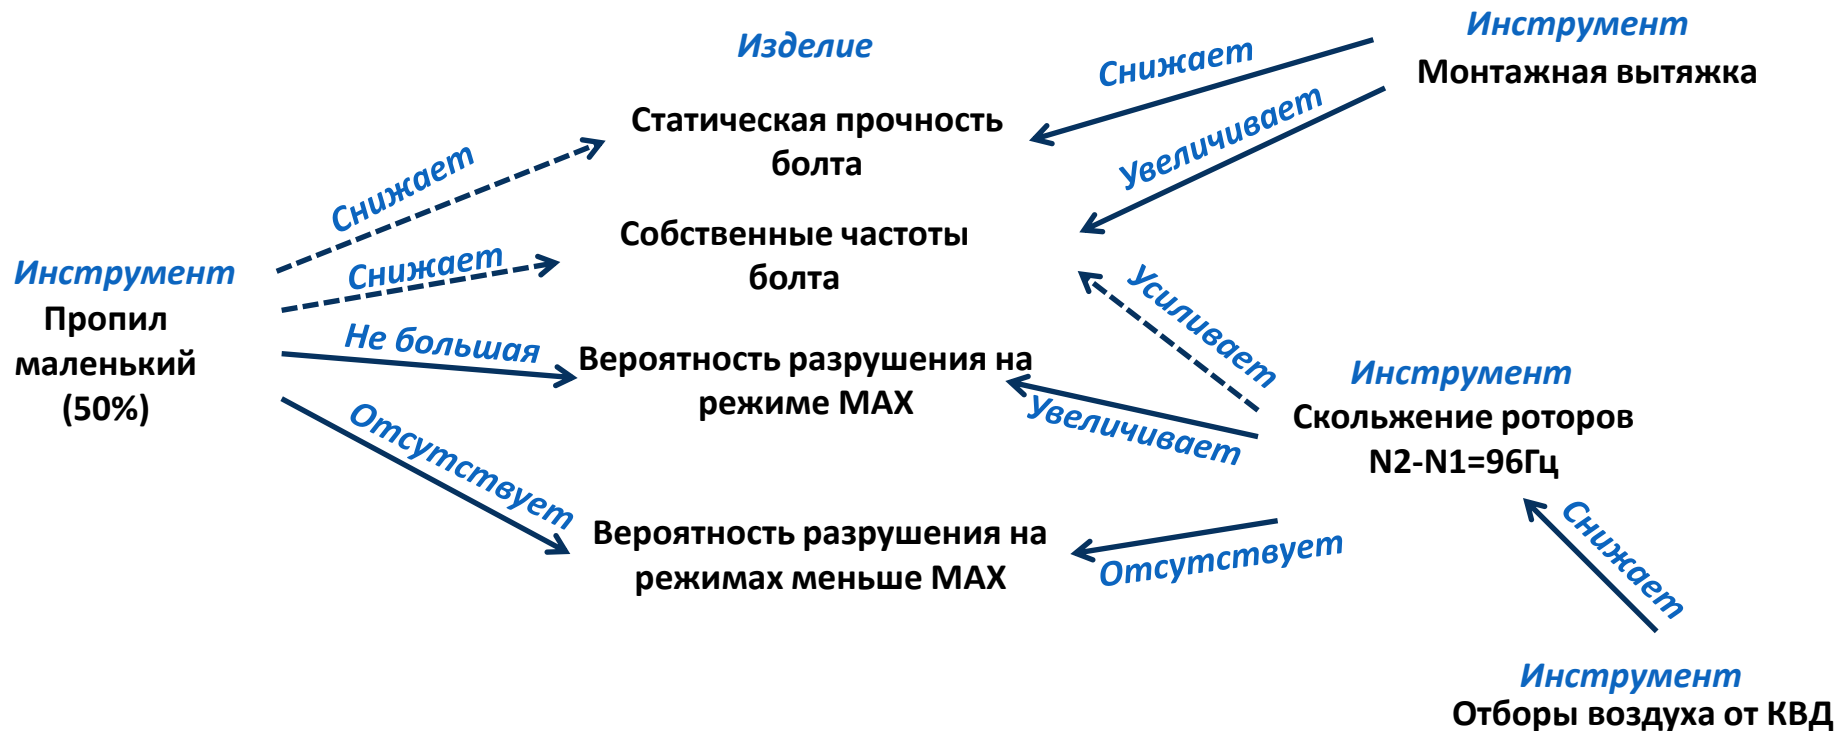 Инструмент
Изделие
Монтажная вытяжка
Снижает
Статическая прочность
болта
Увеличивает
Снижает
Собственные частоты
болта
Снижает
Инструмент
Пропил
маленький
(50%)
Не большая
Усиливает
Вероятность разрушения на
режиме MAX
Инструмент
Скольжение роторов
N2-N1=96Гц
Увеличивает
Отсутствует
Вероятность разрушения на
режимах меньше MAX
Отсутствует
Снижает
Инструмент
Отборы воздуха от КВД